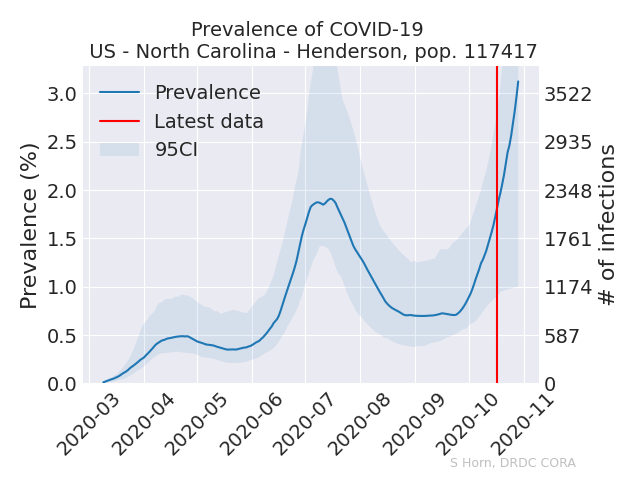 Prevalence of COVID-19
US - North Carolina - Henderson, pop. 117417
Prevalence
Latest data
95CI
Prevalence (%)
3.0
2.5
2.0
1.5
1.0
0.5
0.0
3522
2935
2348
1761
1174
587
0
# of infections
2020-03
2020-04
2020-05
2020-06
2020-07
2020-08
2020-09
2020-10
2020-11
S Horn, DRDC CORA